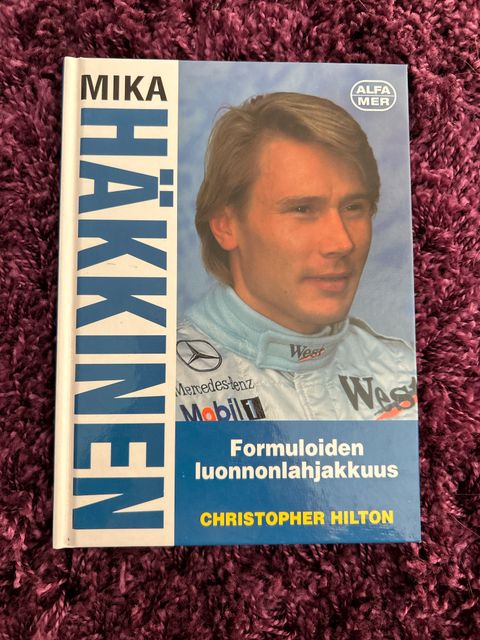 MIKA
HÄKKINEN
ALFA
MER
West
Mercedes-Benz
Mobil 1
West
Formuloiden
luonnonlahjakkuus
CHRISTOPHER HILTON